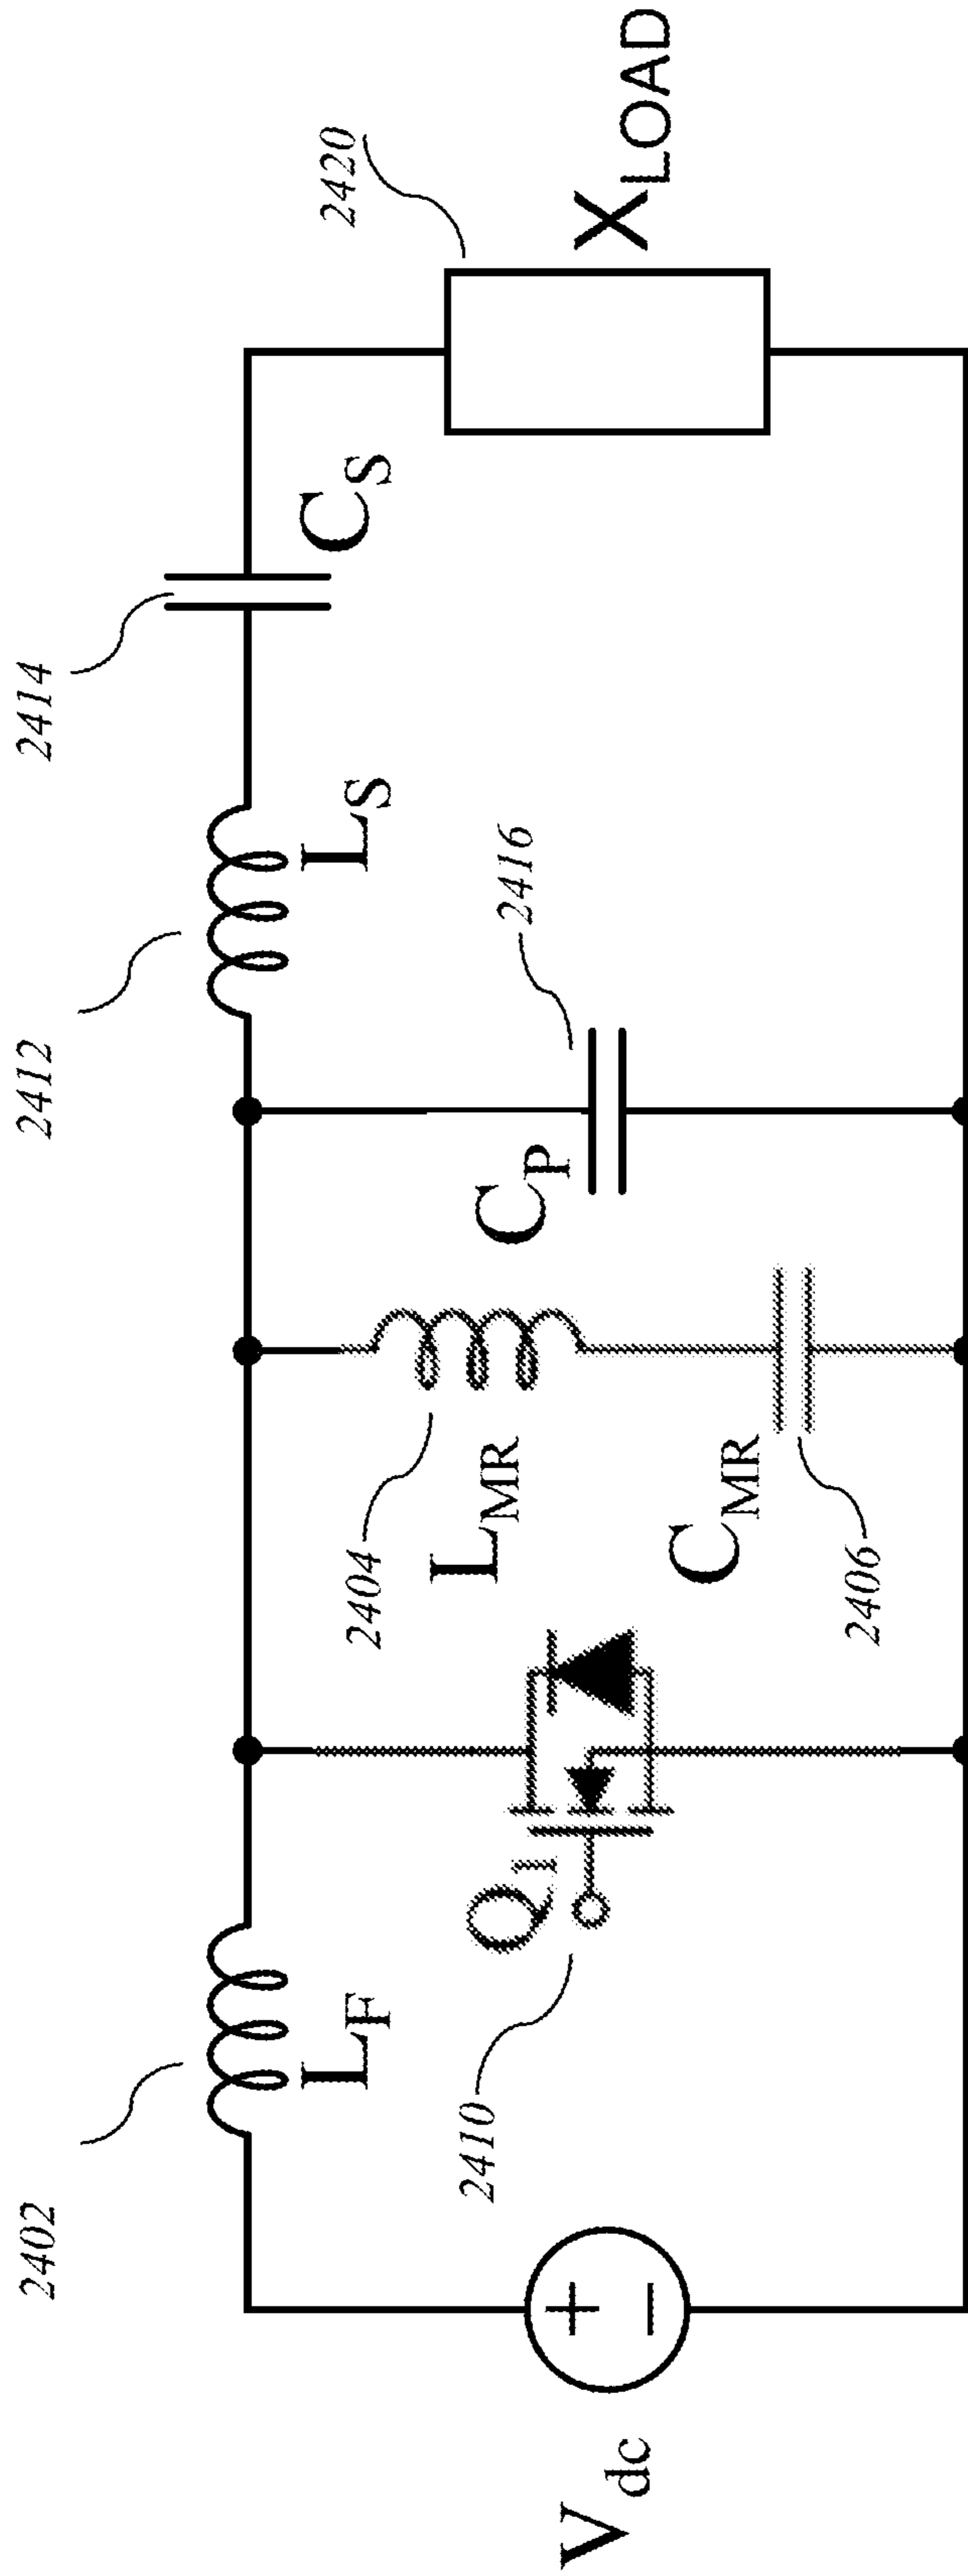 2402
2412
2414
2420
L_F
L_S
C_S
2404
2416
2410
Q_1
L_MR
C_P
X_LOAD
V_dc
+
−
C_MR
2406